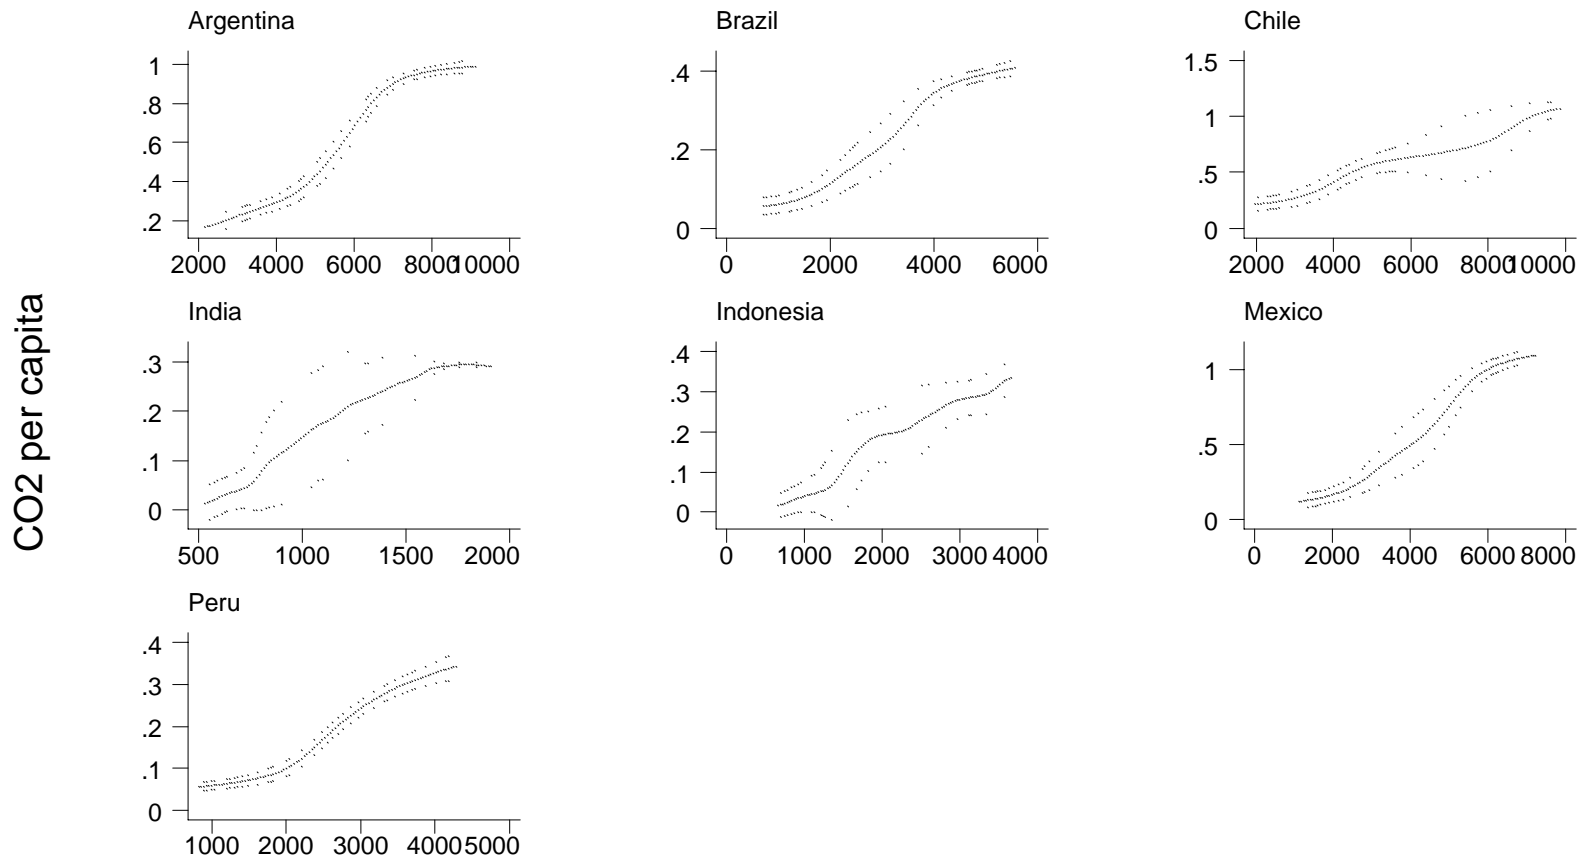 Argentina
1
.8
.6
.4
.2
2000 4000 6000 8000 10000
Brazil
.4
.2
0
0 2000 4000 6000
Chile
1.5
1
.5
0
2000 4000 6000 8000 10000
CO2 per capita
India
.3
.2
.1
0
500 1000 1500 2000
Indonesia
.4
.3
.2
.1
0
0 1000 2000 3000 4000
Mexico
1
.5
0
0 2000 4000 6000 8000
Peru
.4
.3
.2
.1
0
1000 2000 3000 4000 5000